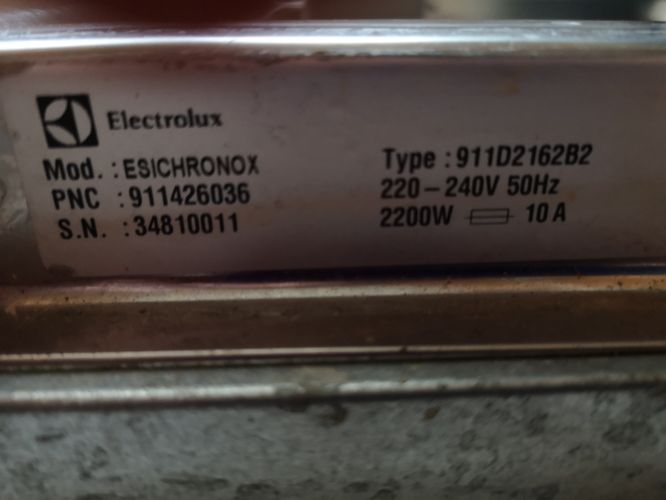 Electrolux
Mod. : ESICHRONOX
PNC : 911426036
S.N. : 34810011
Type : 911D2162B2
220 – 240V 50Hz
2200W 10 A